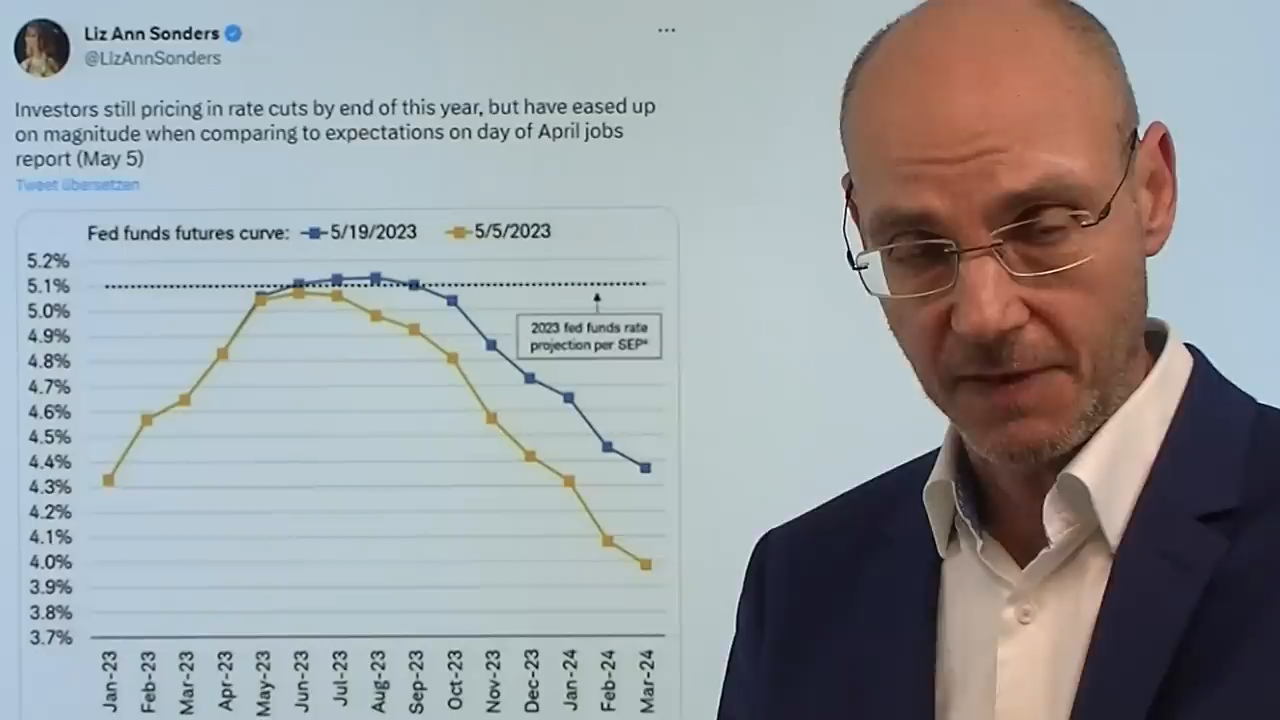 Liz Ann Sonders
@LizAnnSonders
...
Investors still pricing in rate cuts by end of this year, but have eased up
on magnitude when comparing to expectations on day of April jobs
report (May 5)
Tweet übersetzen
Fed funds futures curve: 5/19/2023 5/5/2023
5.2%
5.1%
5.0%
4.9%
4.8%
4.7%
4.6%
4.5%
4.4%
4.3%
4.2%
4.1%
4.0%
3.9%
3.8%
3.7%
2023 fed funds rate
projection per SEP*
Jan-23
Feb-23
Mar-23
Apr-23
May-23
Jun-23
Jul-23
Aug-23
Sep-23
Oct-23
Nov-23
Dec-23
Jan-24
Feb-24
Mar-24